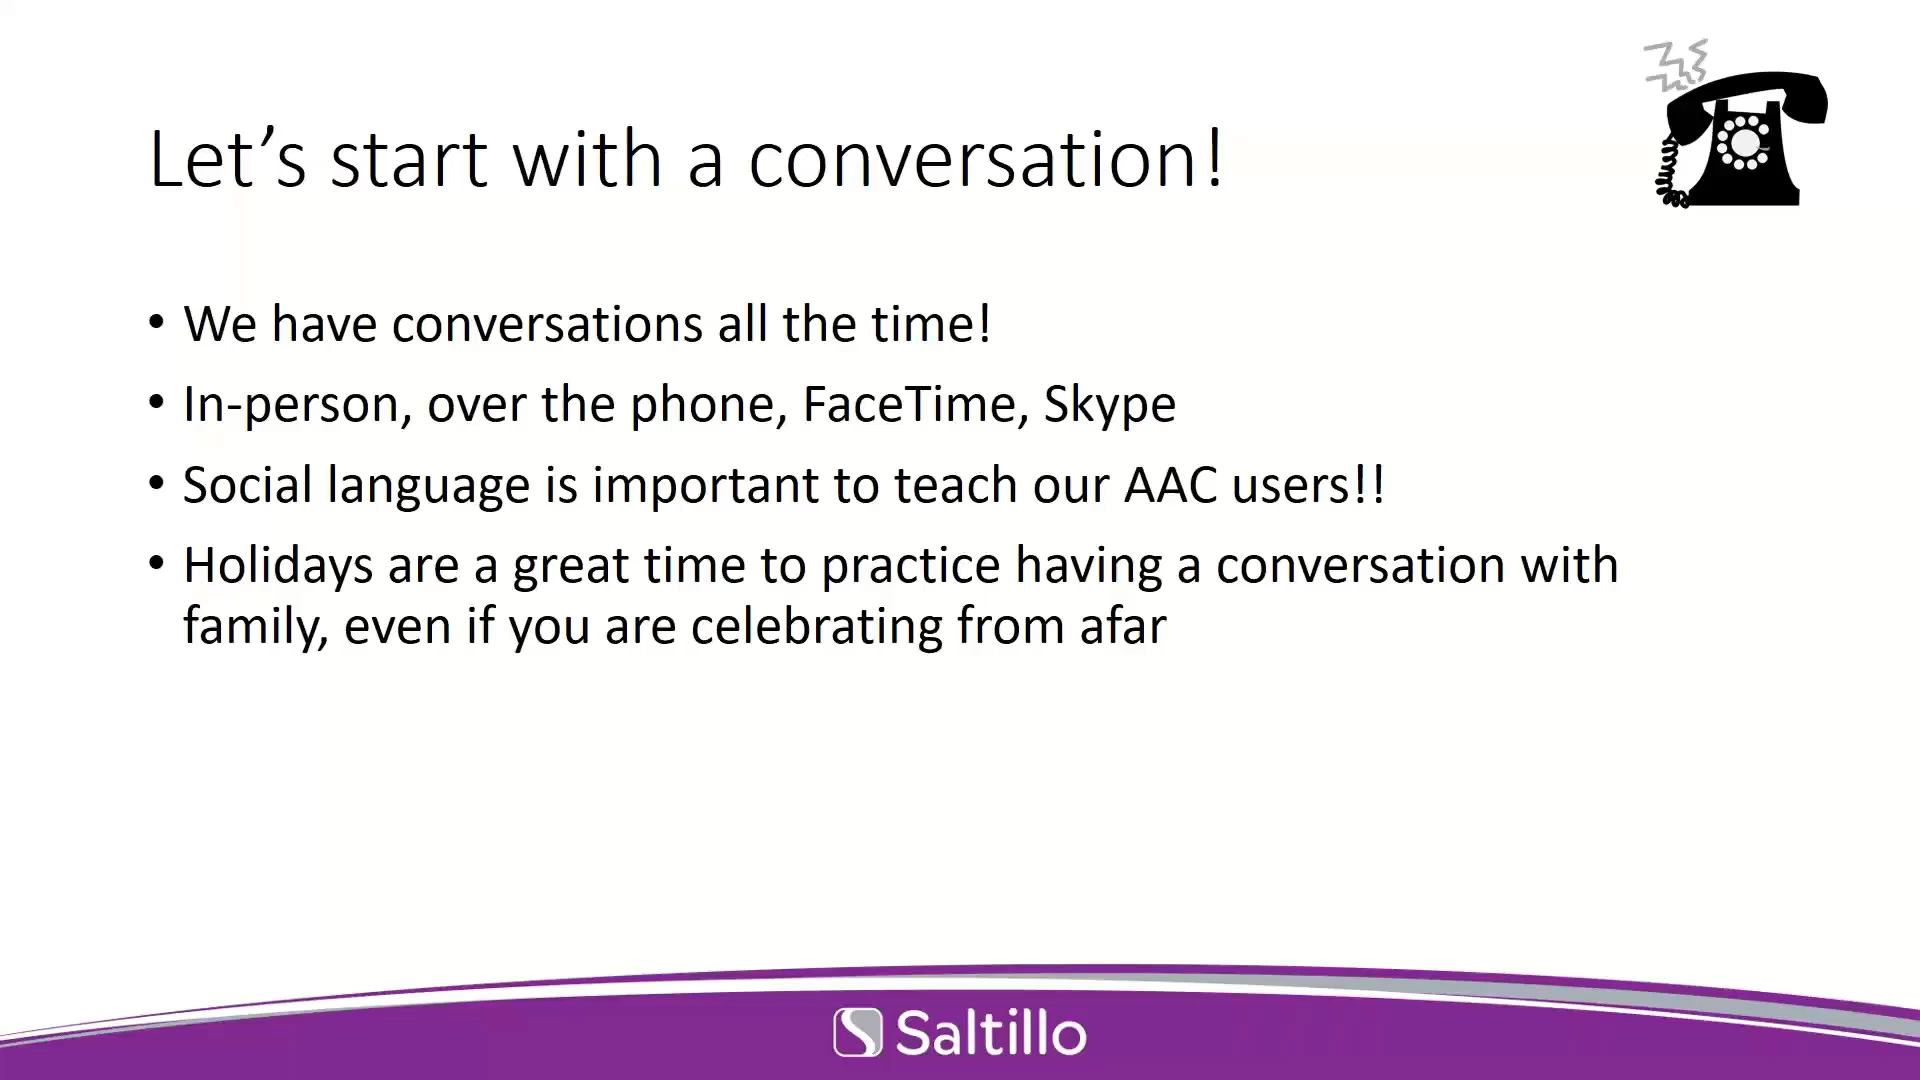 Let’s start with a conversation!
• We have conversations all the time!
• In-person, over the phone, FaceTime, Skype
• Social language is important to teach our AAC users!!
• Holidays are a great time to practice having a conversation with
family, even if you are celebrating from afar
Saltillo